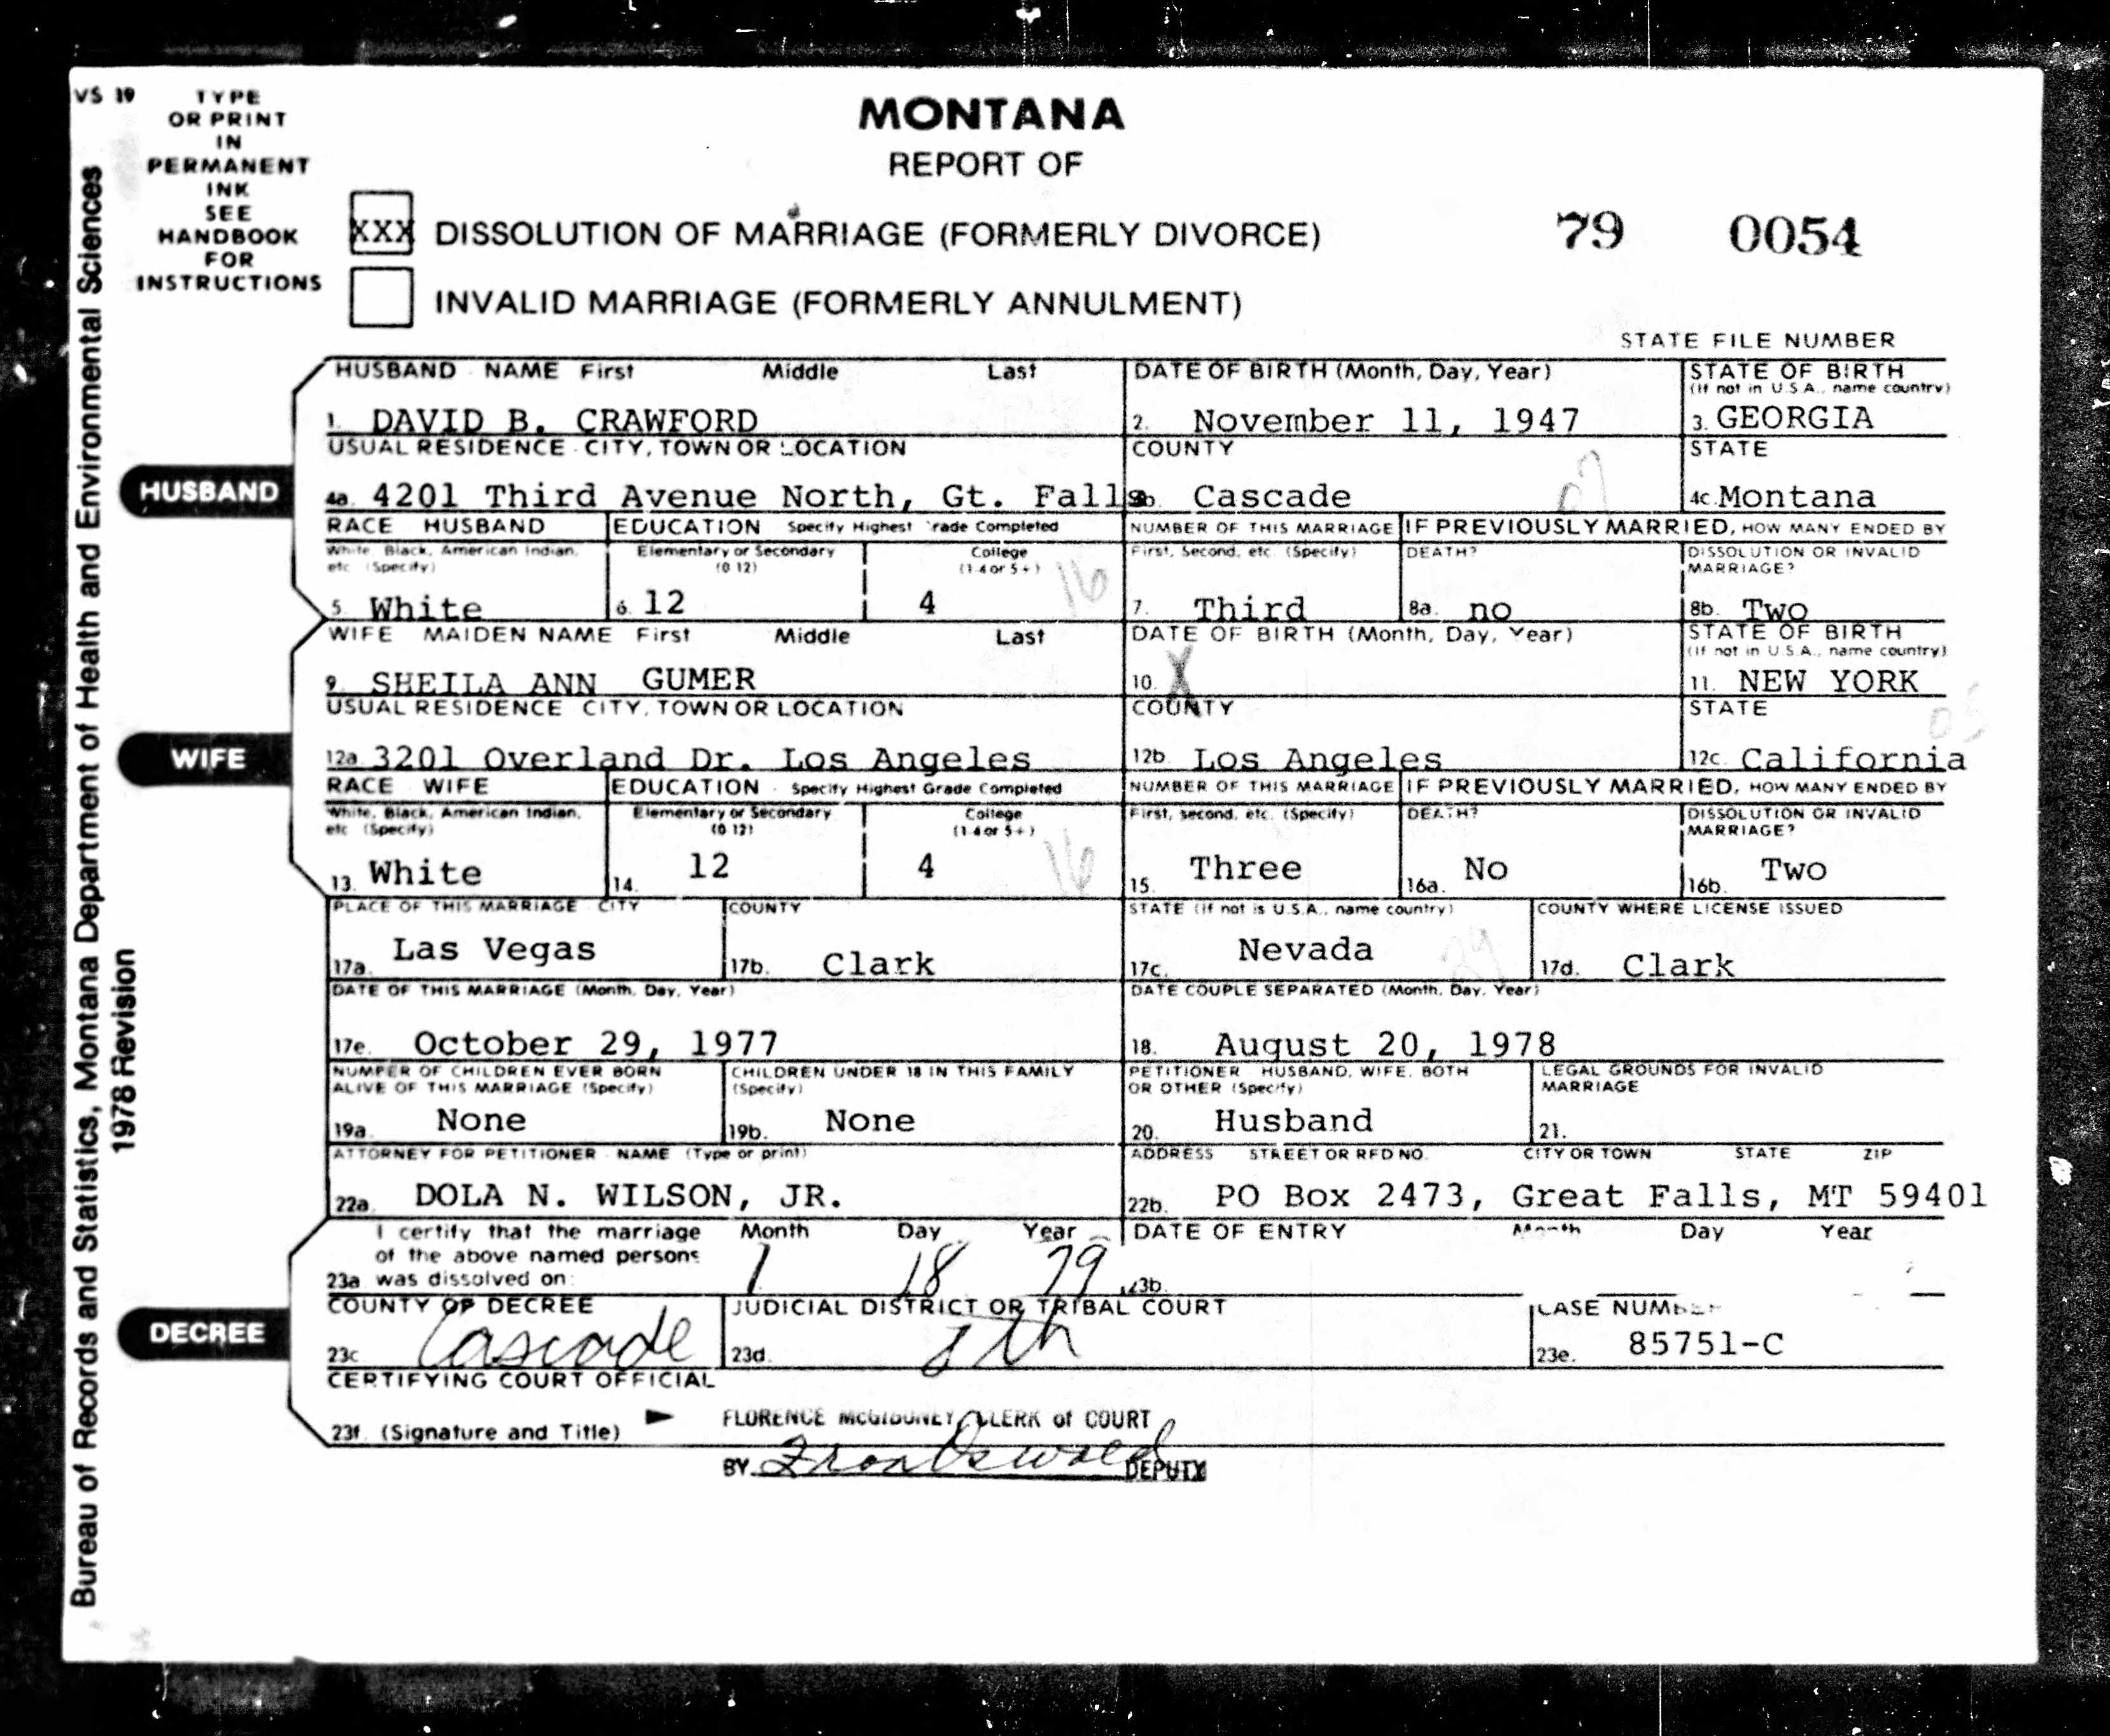 VS 19
TYPE
OR PRINT
IN
PERMANENT
INK
SEE
HANDBOOK
FOR
INSTRUCTIONS
Bureau of Records and Statistics, Montana Department of Health and Environmental Sciences
1978 Revision
MONTANA
REPORT OF
XXX DISSOLUTION OF MARRIAGE (FORMERLY DIVORCE)
79 0054
INVALID MARRIAGE (FORMERLY ANNULMENT)
STATE FILE NUMBER
HUSBAND
HUSBAND NAME First Middle Last
1. DAVID B. CRAWFORD
DATE OF BIRTH (Month, Day, Year)
2. November 11, 1947
STATE OF BIRTH
(If not in U.S.A., name country)
3. GEORGIA
USUAL RESIDENCE CITY, TOWN OR LOCATION
4a. 4201 Third Avenue North, Gt. Falls
COUNTY
Cascade 07
STATE
4c. Montana
RACE HUSBAND
White, Black, American Indian,
etc (Specify)
5. White
EDUCATION Specify Highest Grade Completed
Elementary or Secondary
(0 12)
6. 12
College
(1-4 or 5+)
4 16
NUMBER OF THIS MARRIAGE
First, Second, etc. (Specify)
7. Third
IF PREVIOUSLY MARRIED, HOW MANY ENDED BY
DEATH?
8a. no
DISSOLUTION OR INVALID
MARRIAGE?
8b. Two
WIFE
WIFE MAIDEN NAME First Middle Last
9. SHEILA ANN GUMER
DATE OF BIRTH (Month, Day, Year)
10. X
STATE OF BIRTH
(If not in U.S.A., name country)
11. NEW YORK
USUAL RESIDENCE CITY, TOWN OR LOCATION
12a 3201 Overland Dr. Los Angeles
COUNTY
12b. Los Angeles
STATE 05
12c. California
RACE WIFE
White, Black, American Indian,
etc (Specify)
13. White
EDUCATION Specify Highest Grade Completed
Elementary or Secondary
(0 12)
14. 12
College
(1-4 or 5+)
4 16
NUMBER OF THIS MARRIAGE
First, second, etc. (Specify)
15. Three
IF PREVIOUSLY MARRIED, HOW MANY ENDED BY
DEATH?
16a. No
DISSOLUTION OR INVALID
MARRIAGE?
16b. Two
PLACE OF THIS MARRIAGE CITY
17a. Las Vegas
COUNTY
17b. Clark
STATE (If not is U.S.A., name country)
17c. Nevada 29
COUNTY WHERE LICENSE ISSUED
17d. Clark
DATE OF THIS MARRIAGE (Month, Day, Year)
17e. October 29, 1977
DATE COUPLE SEPARATED (Month, Day, Year)
18. August 20, 1978
NUMBER OF CHILDREN EVER BORN
ALIVE OF THIS MARRIAGE (Specify)
19a. None
CHILDREN UNDER 18 IN THIS FAMILY
(Specify)
19b. None
PETITIONER HUSBAND, WIFE, BOTH
OR OTHER (Specify)
20. Husband
LEGAL GROUNDS FOR INVALID
MARRIAGE
21.
ATTORNEY FOR PETITIONER NAME (Type or print)
22a. DOLA N. WILSON, JR.
ADDRESS STREET OR RFD NO. CITY OR TOWN STATE ZIP
22b. PO Box 2473, Great Falls, MT 59401
DECREE
I certify that the marriage
of the above named persons
23a was dissolved on:
Month Day Year
1 18 79
DATE OF ENTRY Month Day Year
23b.
COUNTY OF DECREE
23c Cascade
JUDICIAL DISTRICT OR TRIBAL COURT
23d. 8th
CASE NUMBER
23e. 85751-C
CERTIFYING COURT OFFICIAL
23f. (Signature and Title)
FLORENCE McGIBONEY, CLERK of COURT
BY DEPUTY